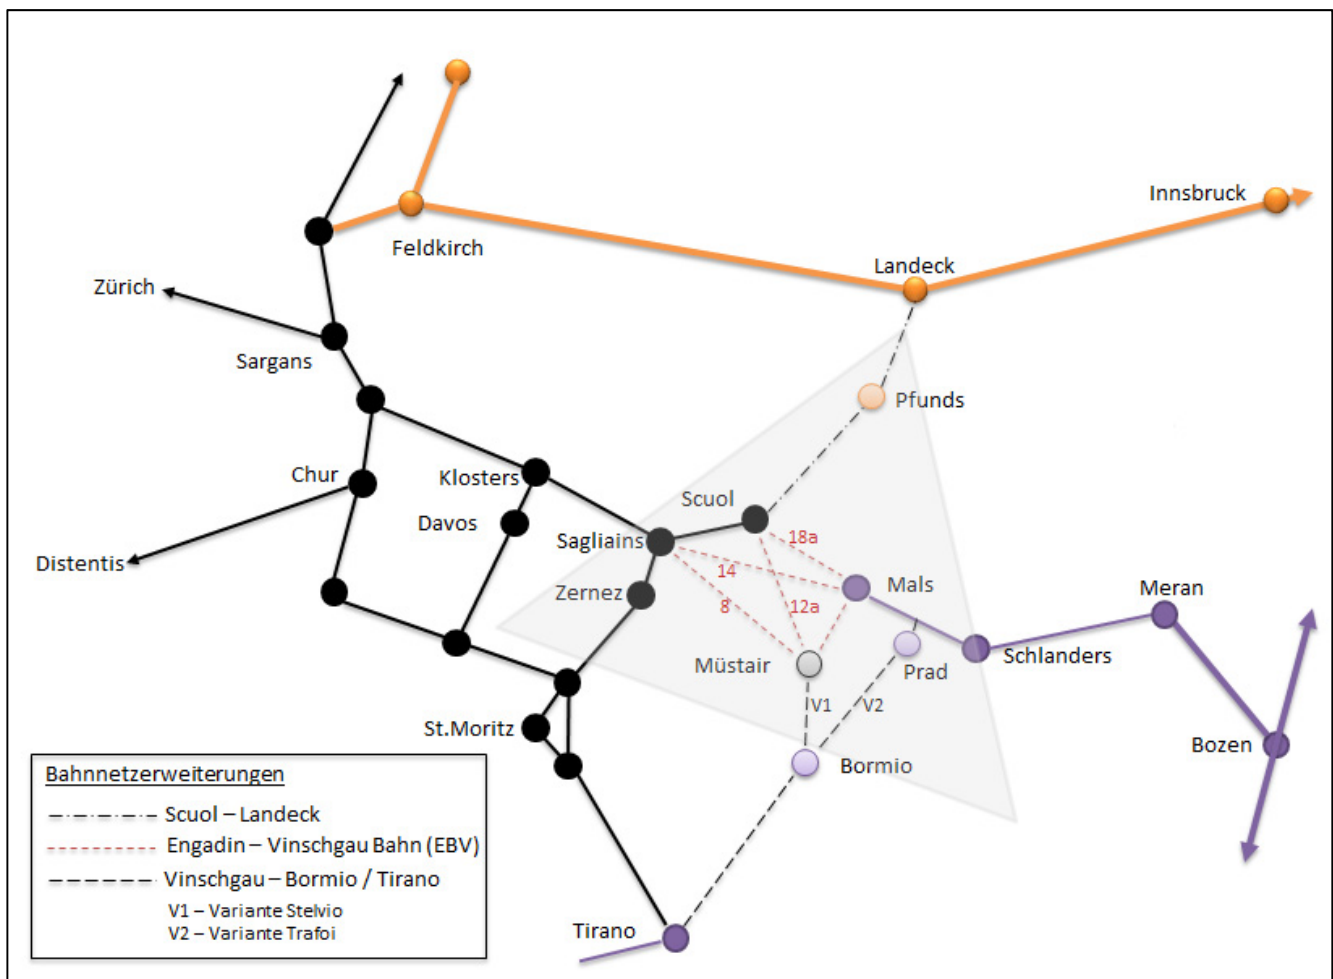 Innsbruck
Feldkirch
Landeck
Zürich
Sargans
Pfunds
Chur
Klosters
Scuol
Davos
Sagliains
18a
Distentis
14
Mals
Zernez
8
12a
Meran
Müstair
Prad
Schlanders
V1
V2
St.Moritz
Bormio
Bozen
Bahnnetzerweiterungen
Scuol – Landeck
Engadin – Vinschgau Bahn (EBV)
Vinschgau – Bormio / Tirano
V1 – Variante Stelvio
V2 – Variante Trafoi
Tirano